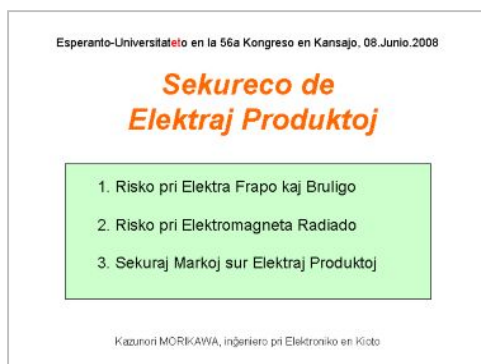 Esperanto-Universitateto en la 56a Kongreso en Kansajo, 08.Junio.2008
Sekureco de
Elektraj Produktoj
1. Risko pri Elektra Frapo kaj Bruligo
2. Risko pri Elektromagneta Radiado
3. Sekuraj Markoj sur Elektraj Produktoj
Kazunori MORIKAWA, inĝeniero pri Elektroniko en Kioto